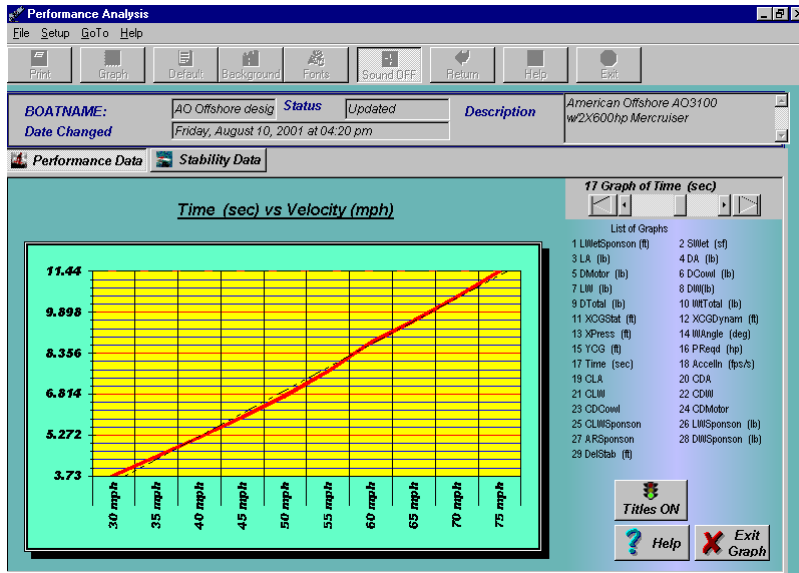 Performance Analysis
File Setup GoTo Help
Print Graph Default Background Fonts Sound OFF Return Help Exit
BOATNAME: AO Offshore desig Status Updated Description American Offshore AO3100
w/2X600hp Mercruiser
Date Changed Friday, August 10, 2001 at 04:20 pm
Performance Data Stability Data
17 Graph of Time (sec)
Time (sec) vs Velocity (mph)
List of Graphs
1 LWetSponson (ft) 2 SWet (sf)
3 LA (lb) 4 DA (lb)
5 DMotor (lb) 6 DCowl (lb)
7 LW (lb) 8 DW(lb)
9 DTotal (lb) 10 WtTotal (lb)
11 XCGStat (ft) 12 XCGDynam (ft)
13 XPress (ft) 14 WAngle (deg)
15 YCG (ft) 16 PReqd (hp)
17 Time (sec) 18 Accelln (fps/s)
19 CLA 20 CDA
21 CLW 22 CDW
23 CDCowl 24 CDMotor
25 CLWSponson 26 LWSponson (lb)
27 ARSponson 28 DWSponson (lb)
29 DelStab (ft)
11.44
9.898
8.356
6.814
5.272
3.73
30 mph 35 mph 40 mph 45 mph 50 mph 55 mph 60 mph 65 mph 70 mph 75 mph
Titles ON
Help
Exit Graph